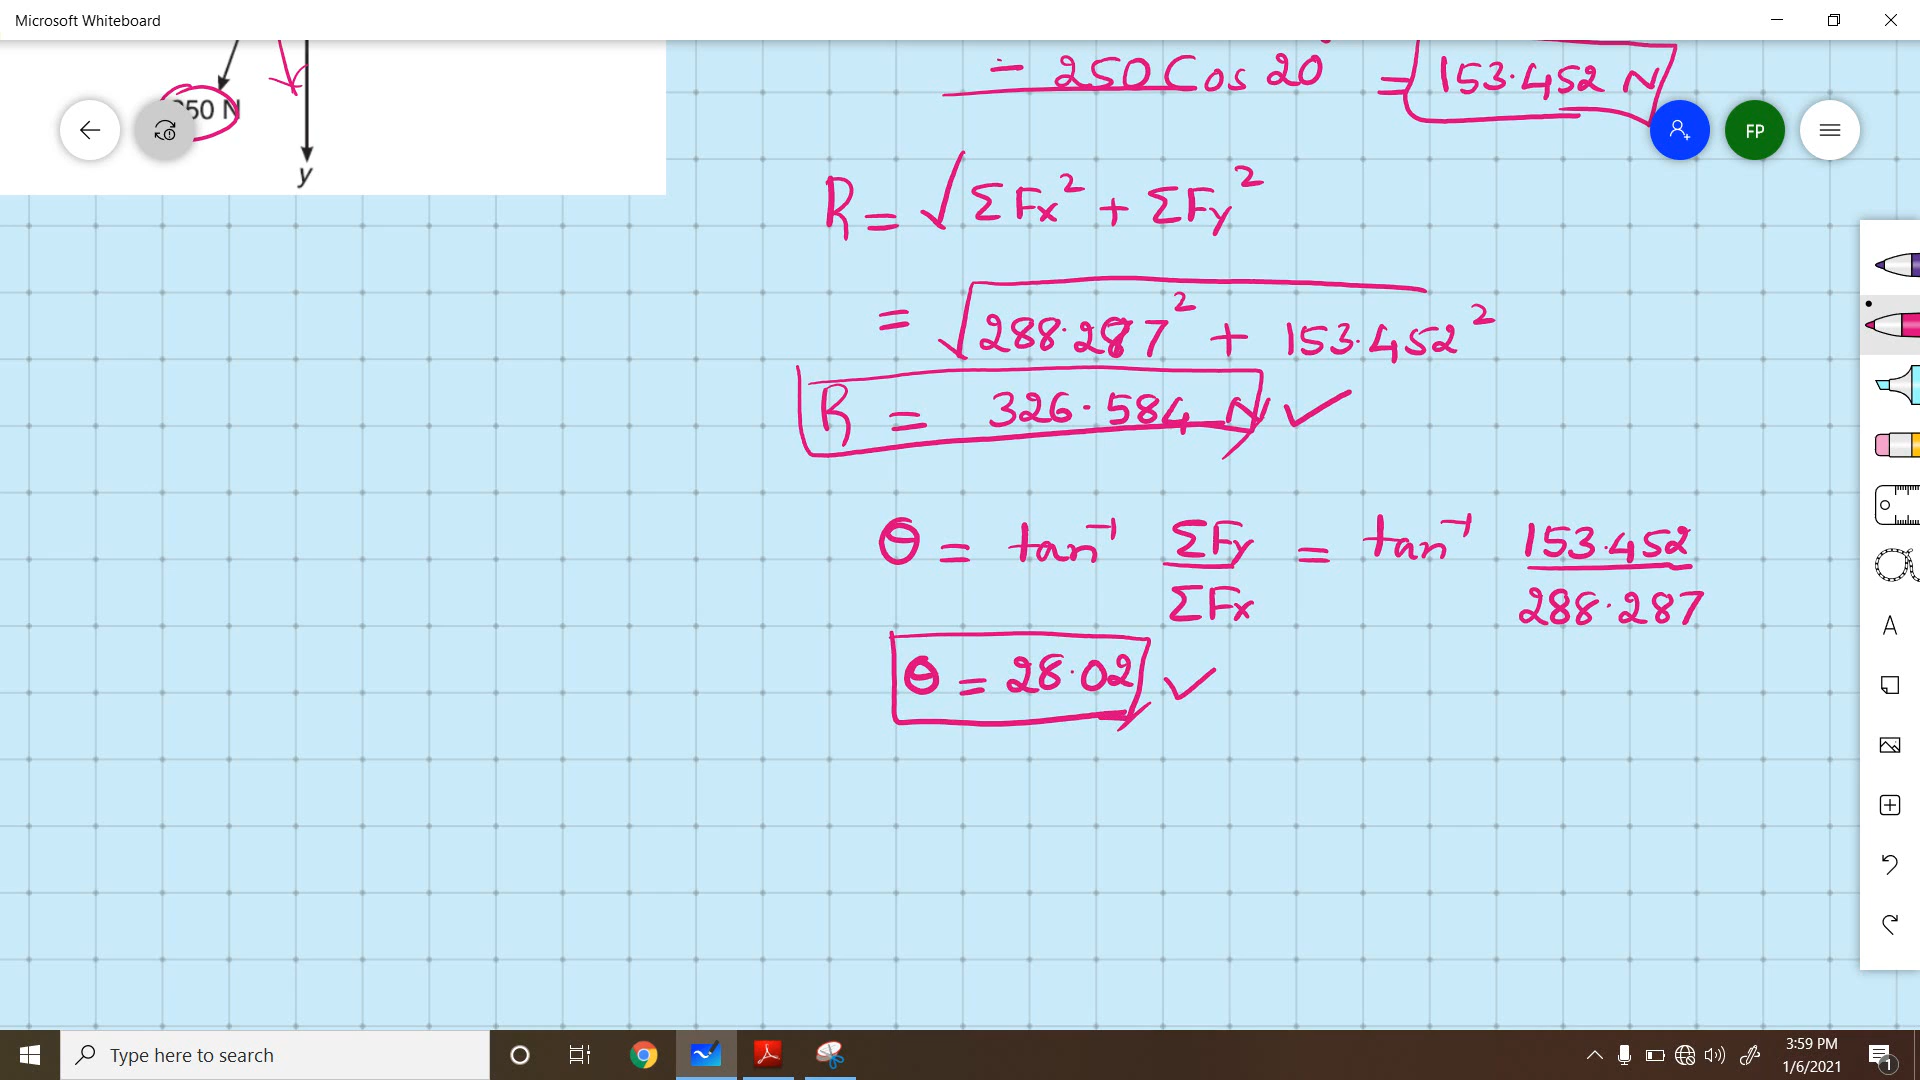 Microsoft Whiteboard
- 250 Cos 20° = 153.452 N
50 N
y
FP
R = √ΣFx² + ΣFy²
= √288.287² + 153.452²
R = 326.584 N ✓
θ = tan⁻¹ ΣFy/ΣFx = tan⁻¹ 153.452/288.287
θ = 28.02 ✓
A
Type here to search
3:59 PM
1/6/2021
1